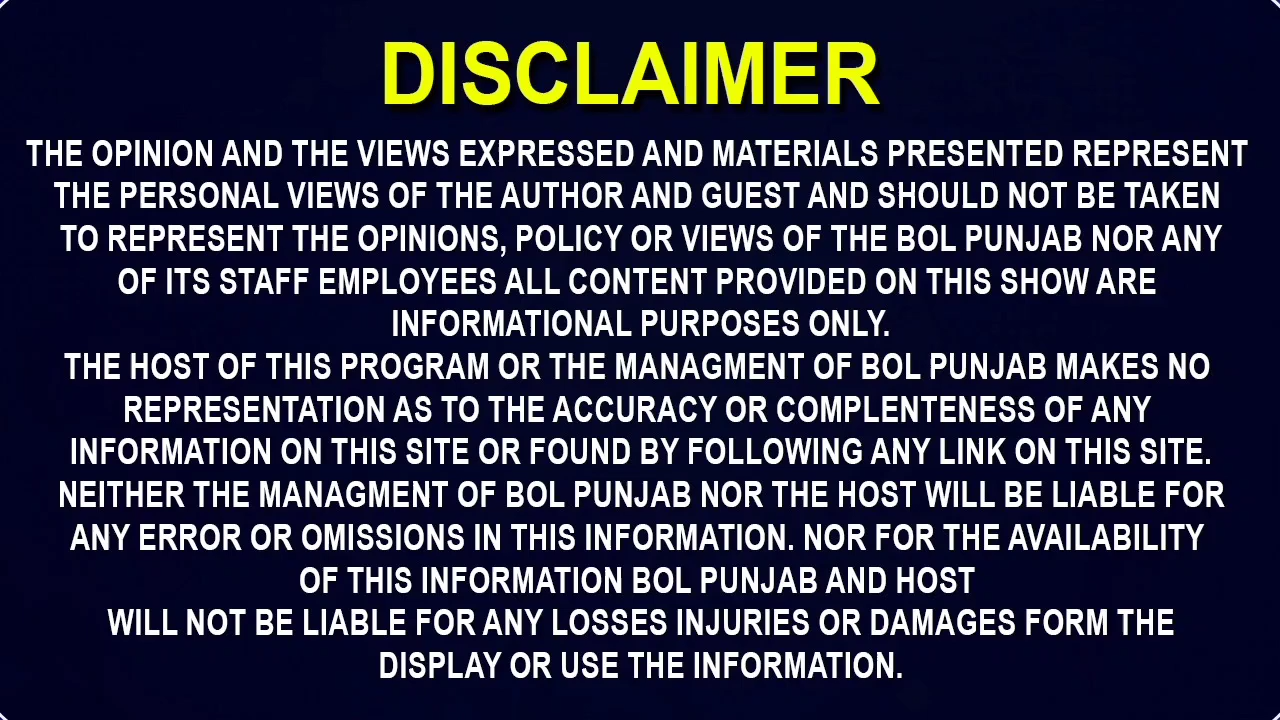 DISCLAIMER
THE OPINION AND THE VIEWS EXPRESSED AND MATERIALS PRESENTED REPRESENT
THE PERSONAL VIEWS OF THE AUTHOR AND GUEST AND SHOULD NOT BE TAKEN
TO REPRESENT THE OPINIONS, POLICY OR VIEWS OF THE BOL PUNJAB NOR ANY
OF ITS STAFF EMPLOYEES ALL CONTENT PROVIDED ON THIS SHOW ARE
INFORMATIONAL PURPOSES ONLY.
THE HOST OF THIS PROGRAM OR THE MANAGMENT OF BOL PUNJAB MAKES NO
REPRESENTATION AS TO THE ACCURACY OR COMPLENTENESS OF ANY
INFORMATION ON THIS SITE OR FOUND BY FOLLOWING ANY LINK ON THIS SITE.
NEITHER THE MANAGMENT OF BOL PUNJAB NOR THE HOST WILL BE LIABLE FOR
ANY ERROR OR OMISSIONS IN THIS INFORMATION. NOR FOR THE AVAILABILITY
OF THIS INFORMATION BOL PUNJAB AND HOST
WILL NOT BE LIABLE FOR ANY LOSSES INJURIES OR DAMAGES FORM THE
DISPLAY OR USE THE INFORMATION.